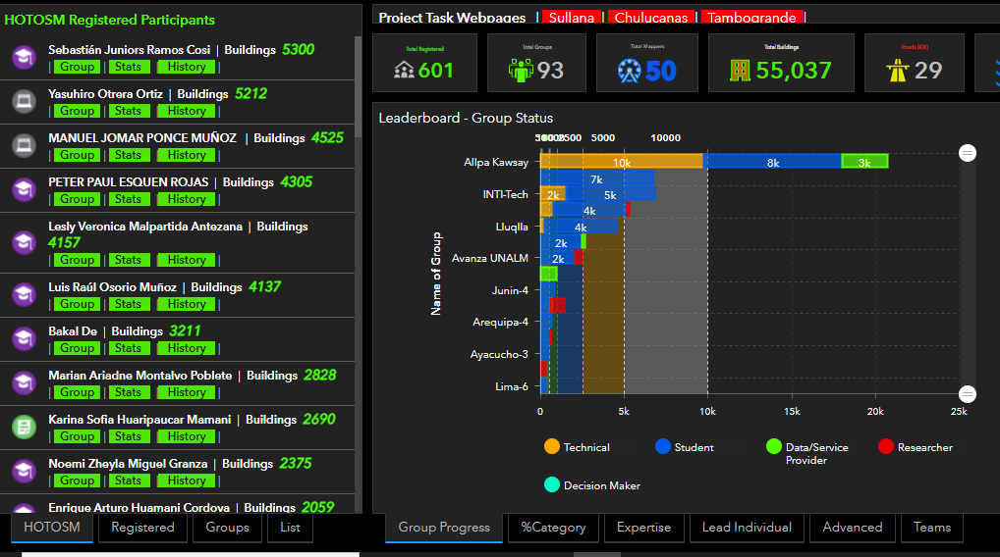 HOTOSM Registered Participants
Sebastián Juniors Ramos Cosi | Buildings 5300
| Group | Stats | History |
Yasuhiro Otrera Ortiz | Buildings 5212
| Group | Stats | History |
MANUEL JOMAR PONCE MUÑOZ | Buildings 4525
| Group | Stats | History |
PETER PAUL ESQUEN ROJAS | Buildings 4305
| Group | Stats | History |
Lesly Veronica Malpartida Antezana | Buildings
4157
| Group | Stats | History |
Luis Raúl Osorio Muñoz | Buildings 4137
| Group | Stats | History |
Bakal De | Buildings 3211
| Group | Stats | History |
Marian Ariadne Montalvo Poblete | Buildings 2828
| Group | Stats | History |
Karina Sofia Huaripaucar Mamani | Buildings 2690
| Group | Stats | History |
Noemi Zheyla Miguel Granza | Buildings 2375
| Group | Stats | History |
Enrique Arturo Huamani Cordova | Buildings 2059
HOTOSM
Registered
Groups
List
Project Task Webpages | Sullana | Chulucanas | Tambogrande |
Total Registered
601
Total Groups
93
Total Mappers
50
Total Buildings
55,037
Roads (KM)
29
Leaderboard - Group Status
2500 5000 10000
Name of Group
Allpa Kawsay 10k 8k 3k
7k
INTI-Tech 2k 5k
4k
Lluqlla 4k
2k
Avanza UNALM 2k
Junin-4
Arequipa-4
Ayacucho-3
Lima-6
0 5k 10k 15k 20k 25k
Technical
Student
Data/Service
Provider
Researcher
Decision Maker
Group Progress
%Category
Expertise
Lead Individual
Advanced
Teams